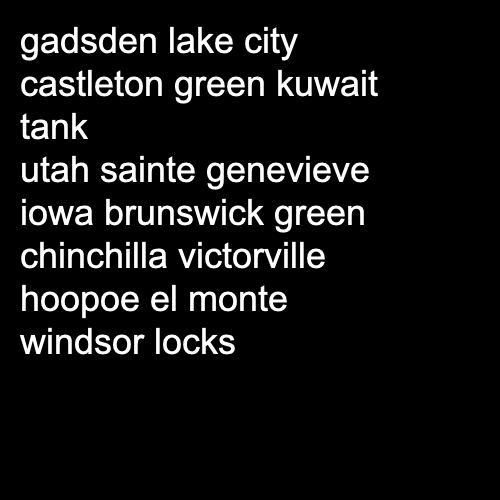 gadsden lake city
castleton green kuwait
tank
utah sainte genevieve
iowa brunswick green
chinchilla victorville
hoopoe el monte
windsor locks